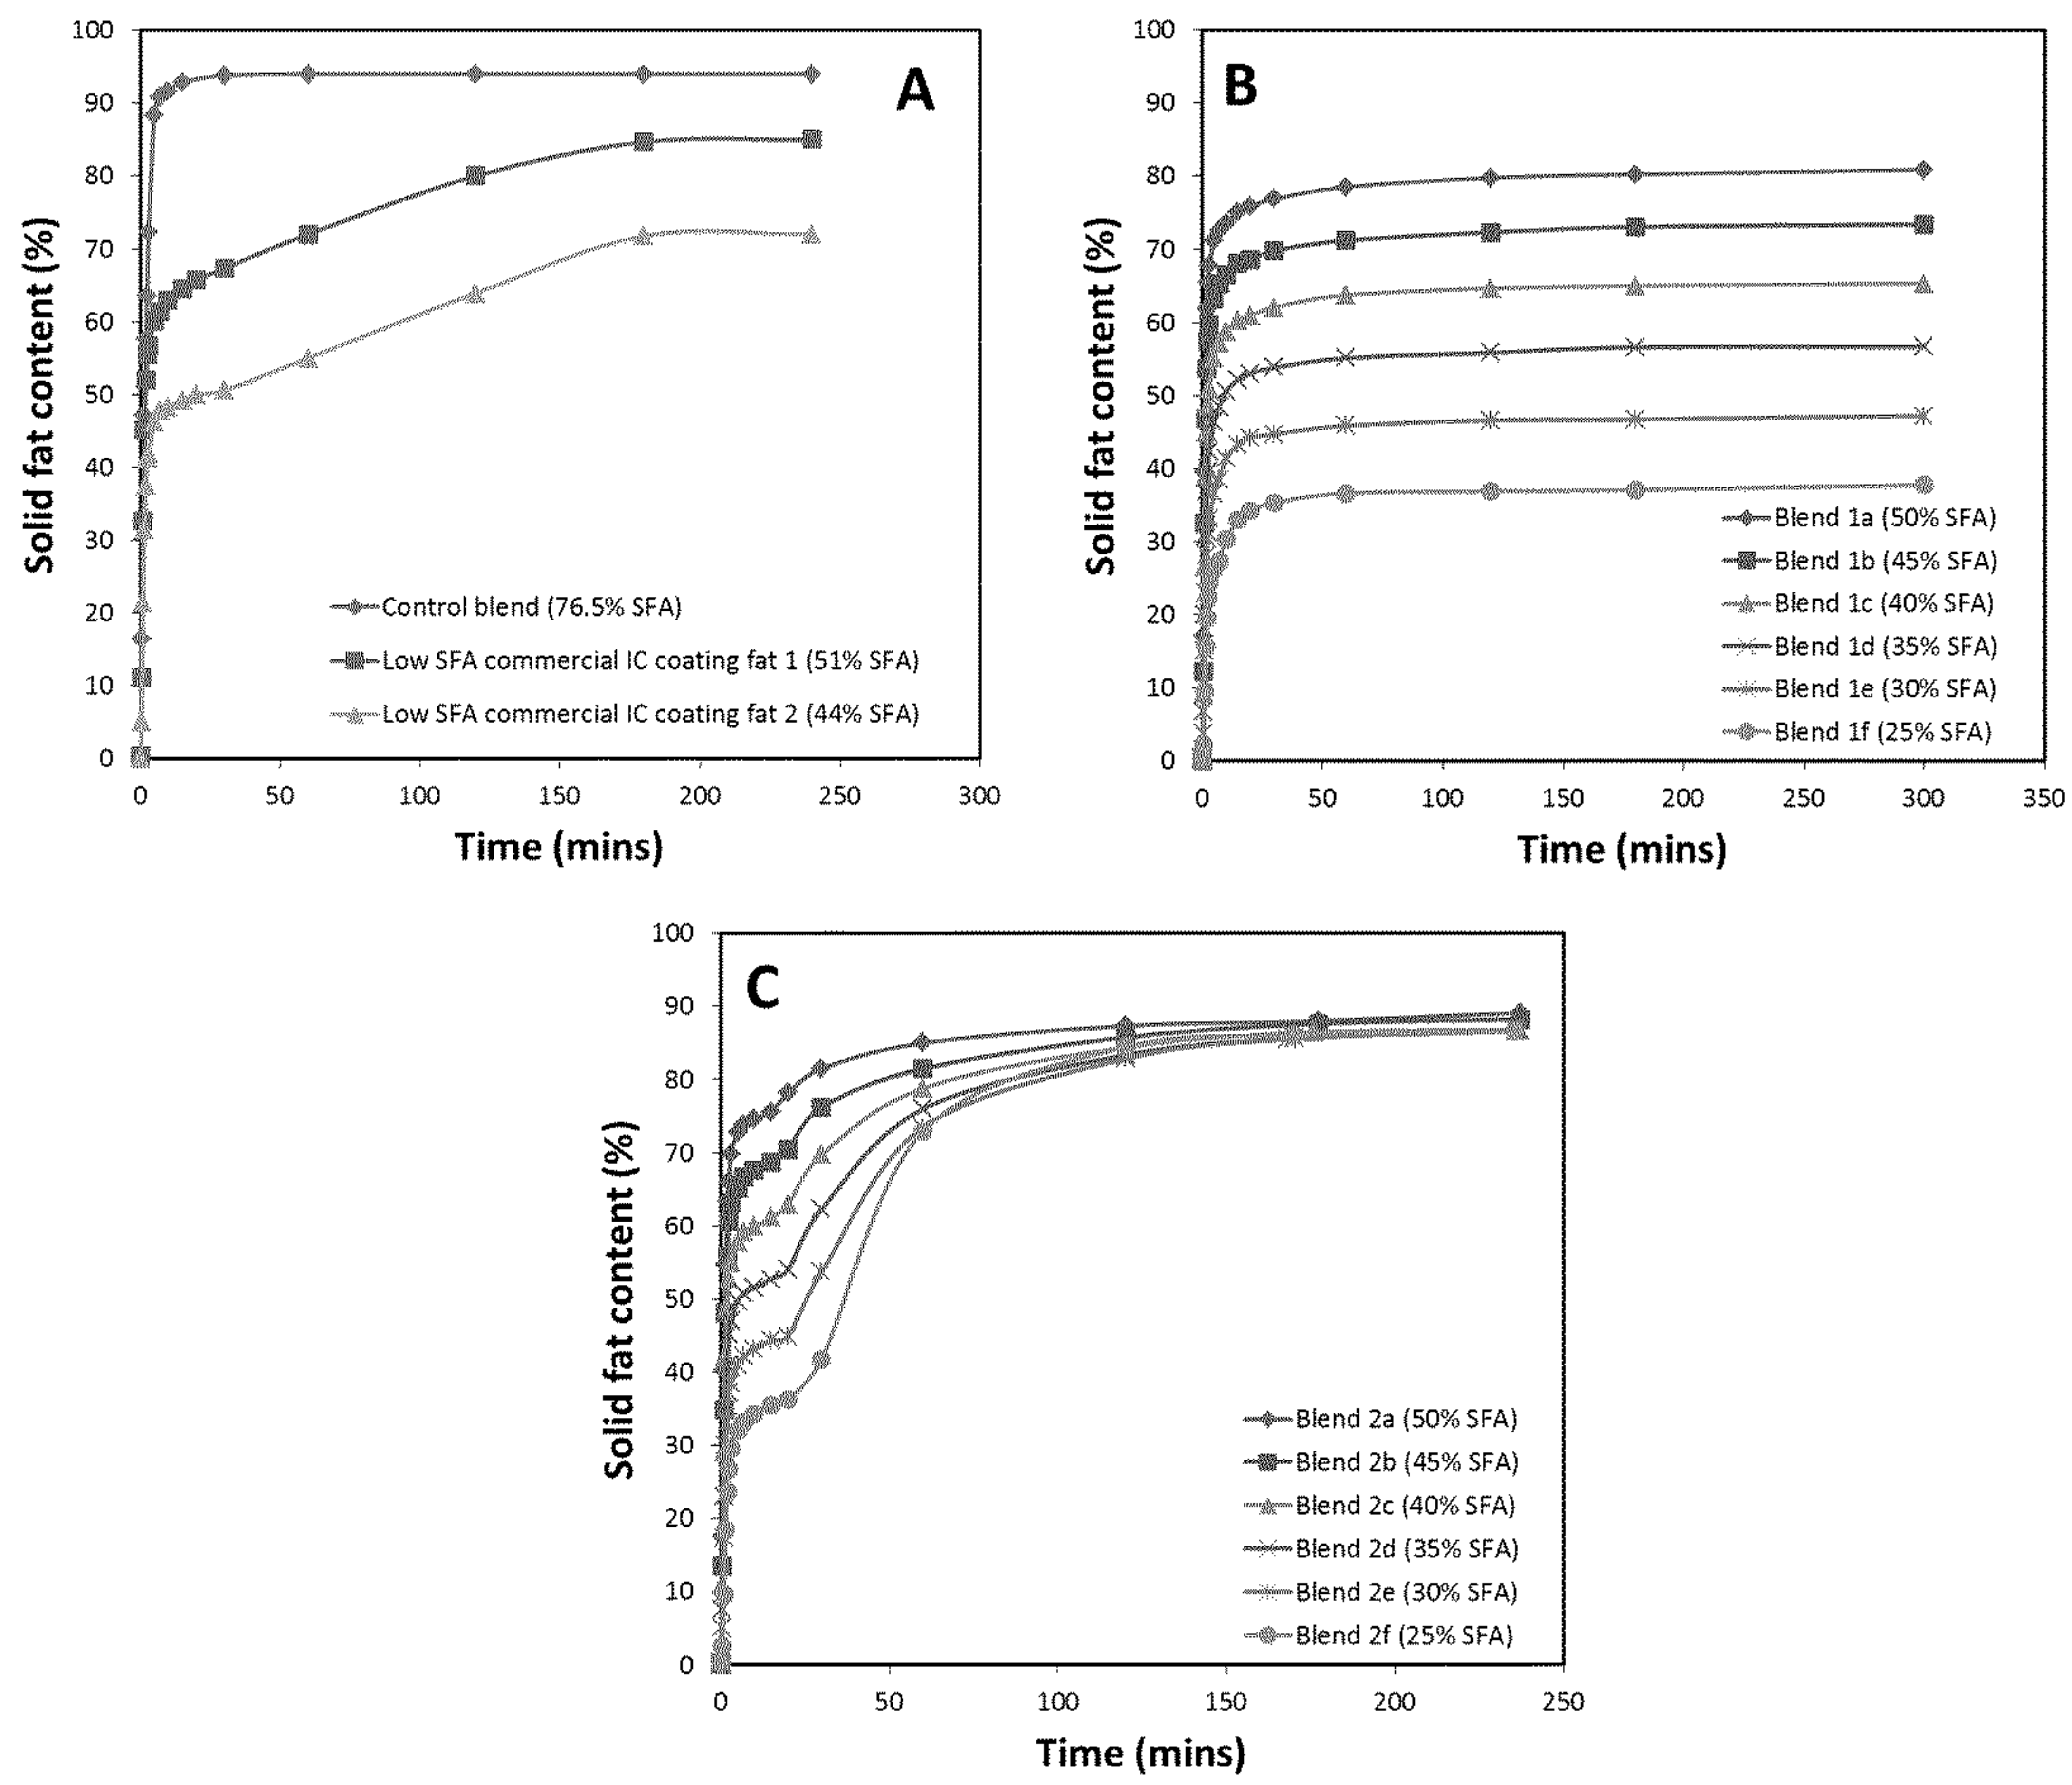 A
Solid fat content (%)
100
90
80
70
60
50
40
30
20
10
0
Control blend (76.5% SFA)
Low SFA commercial IC coating fat 1 (51% SFA)
Low SFA commercial IC coating fat 2 (44% SFA)
0 50 100 150 200 250 300
Time (mins)
B
Solid fat content (%)
100
90
80
70
60
50
40
30
20
10
0
Blend 1a (50% SFA)
Blend 1b (45% SFA)
Blend 1c (40% SFA)
Blend 1d (35% SFA)
Blend 1e (30% SFA)
Blend 1f (25% SFA)
0 50 100 150 200 250 300 350
Time (mins)
C
Solid fat content (%)
100
90
80
70
60
50
40
30
20
10
0
Blend 2a (50% SFA)
Blend 2b (45% SFA)
Blend 2c (40% SFA)
Blend 2d (35% SFA)
Blend 2e (30% SFA)
Blend 2f (25% SFA)
0 50 100 150 200 250
Time (mins)